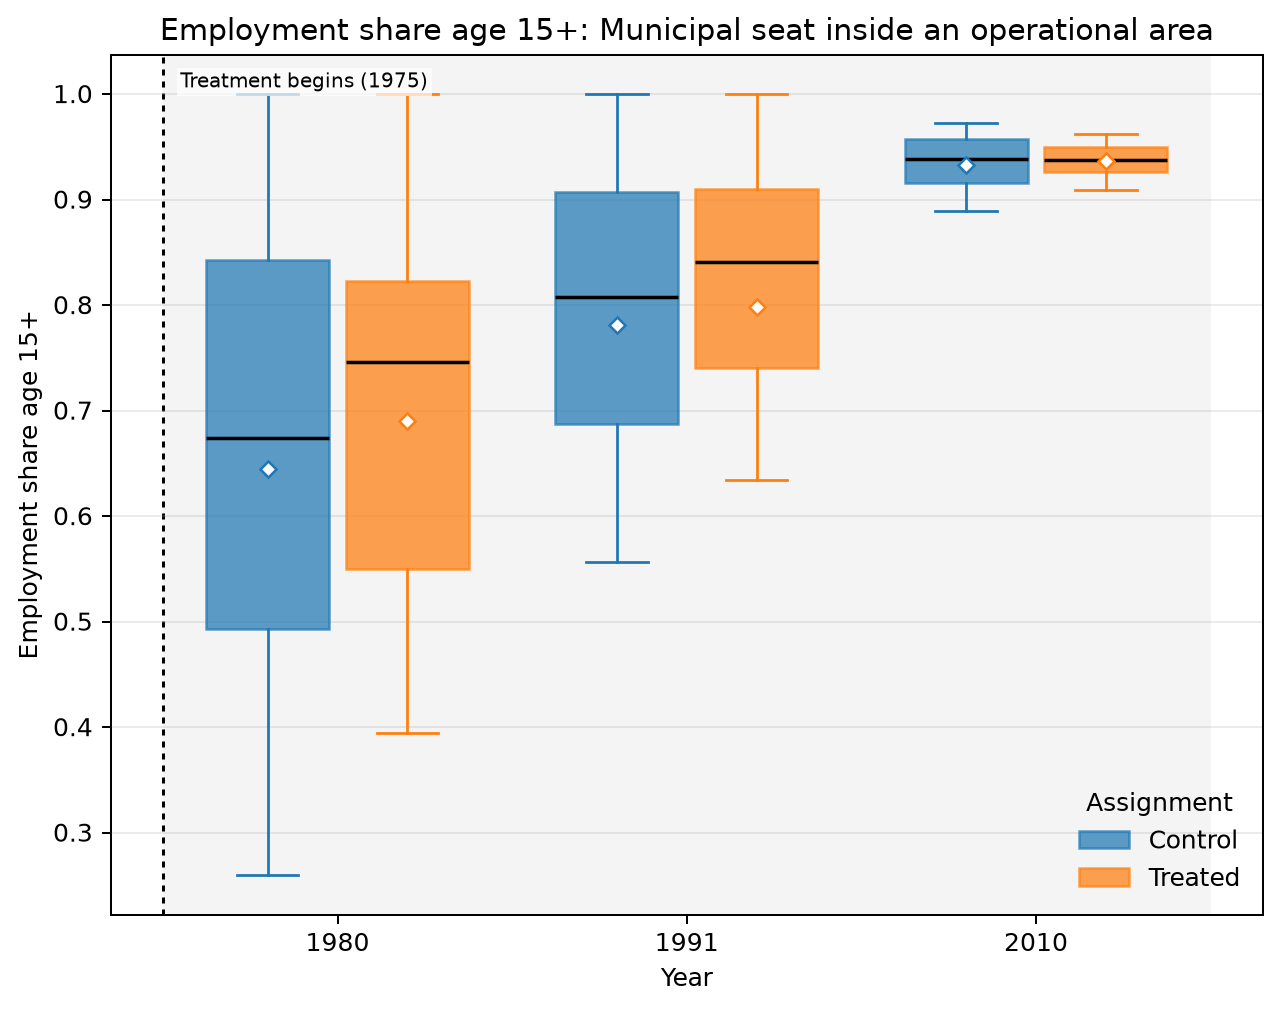 Employment share age 15+: Municipal seat inside an operational area
Treatment begins (1975)
1.0
0.9
0.8
0.7
0.6
0.5
0.4
0.3
Employment share age 15+
Assignment
Control
Treated
1980
1991
2010
Year